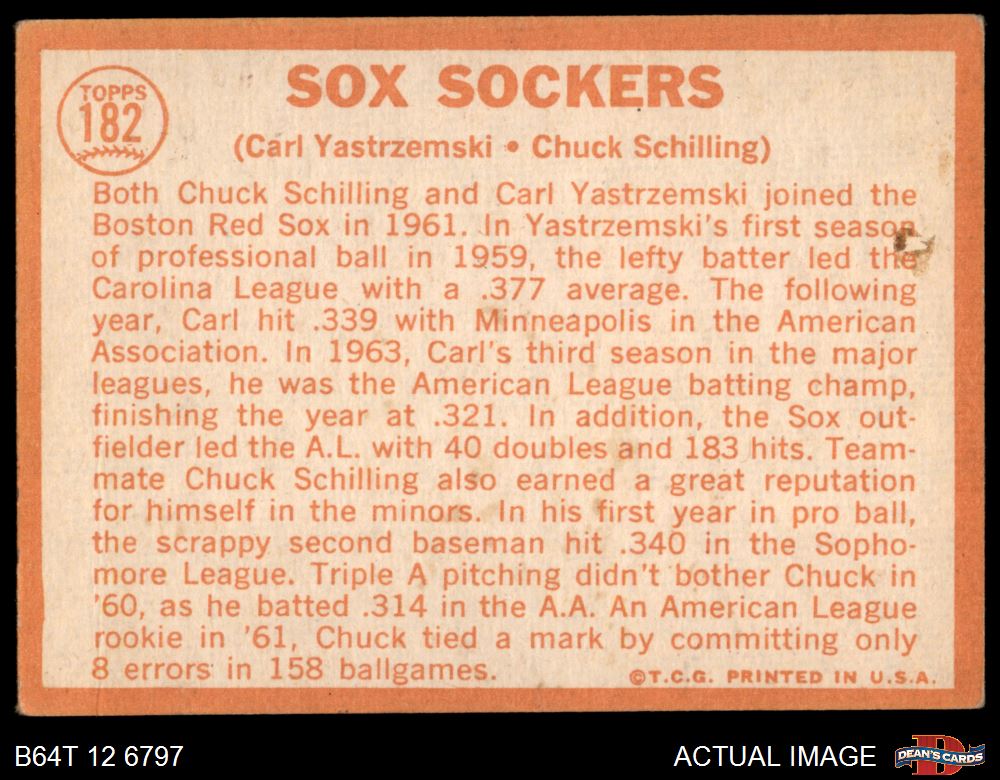 TOPPS
182
SOX SOCKERS
(Carl Yastrzemski • Chuck Schilling)
Both Chuck Schilling and Carl Yastrzemski joined the
Boston Red Sox in 1961. In Yastrzemski's first season
of professional ball in 1959, the lefty batter led the
Carolina League with a .377 average. The following
year, Carl hit .339 with Minneapolis in the American
Association. In 1963, Carl's third season in the major
leagues, he was the American League batting champ,
finishing the year at .321. In addition, the Sox out-
fielder led the A.L. with 40 doubles and 183 hits. Team-
mate Chuck Schilling also earned a great reputation
for himself in the minors. In his first year in pro ball,
the scrappy second baseman hit .340 in the Sopho-
more League. Triple A pitching didn't bother Chuck in
'60, as he batted .314 in the A.A. An American League
rookie in '61, Chuck tied a mark by committing only
8 errors in 158 ballgames.
©T.C.G. PRINTED IN U.S.A.
B64T 12 6797
ACTUAL IMAGE
D
DEAN'S CARDS